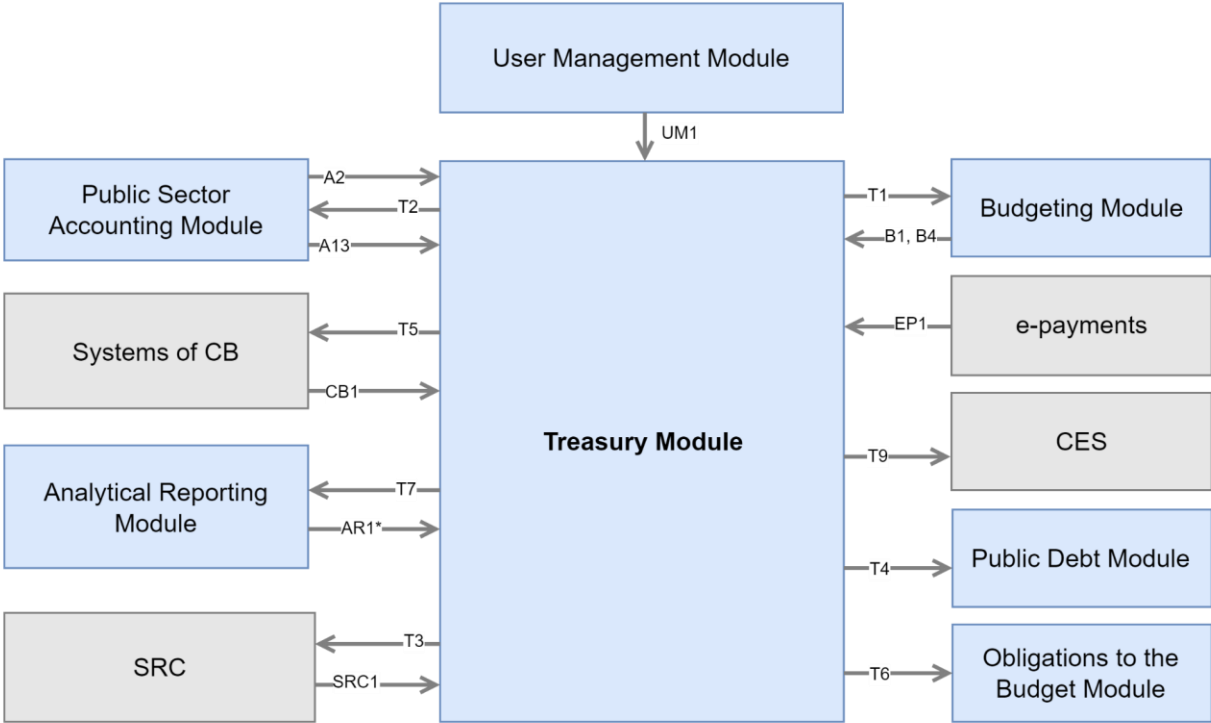 User Management Module
UM1
Public Sector
Accounting Module
A2
T2
A13
Systems of CB
T5
CB1
Analytical Reporting
Module
T7
AR1*
SRC
T3
SRC1
Treasury Module
T1
B1, B4
Budgeting Module
EP1
e-payments
T9
CES
T4
Public Debt Module
T6
Obligations to the
Budget Module